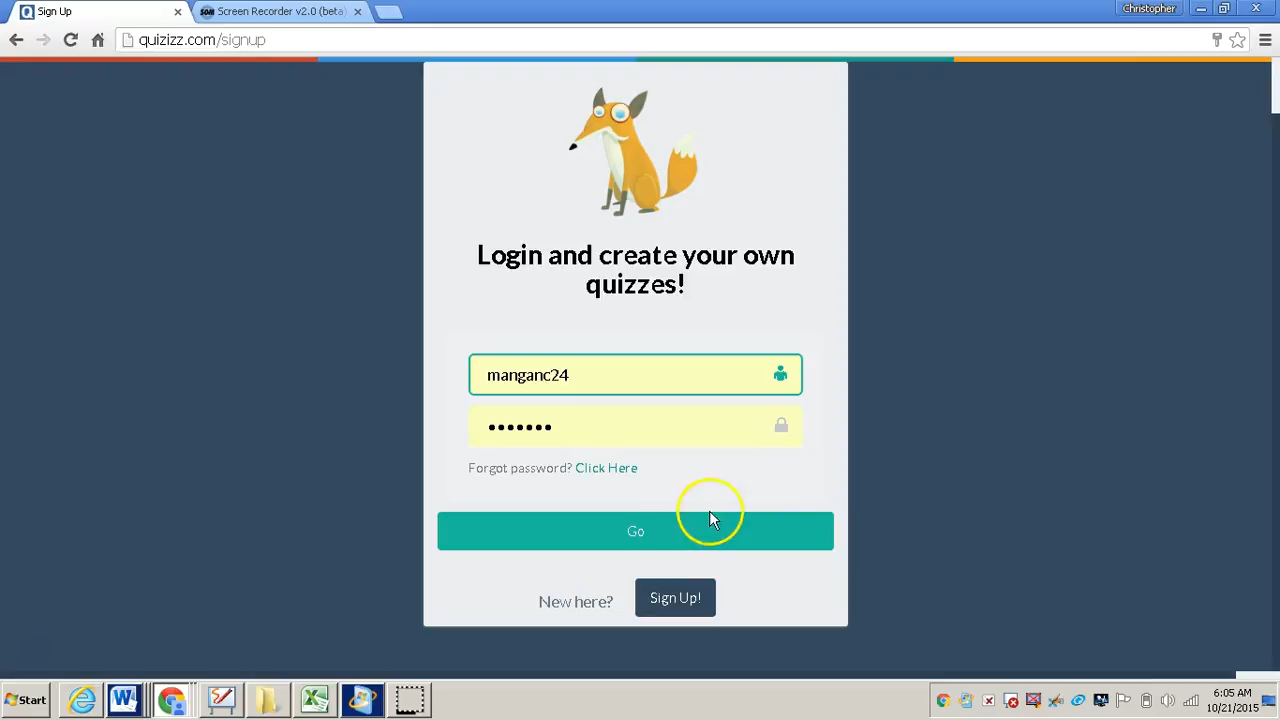 Sign Up
Screen Recorder v2.0 (beta)
Christopher
quizizz.com/signup
Login and create your own
quizzes!
manganc24
Forgot password? Click Here
Go
New here?
Sign Up!
Start
6:05 AM
10/21/2015